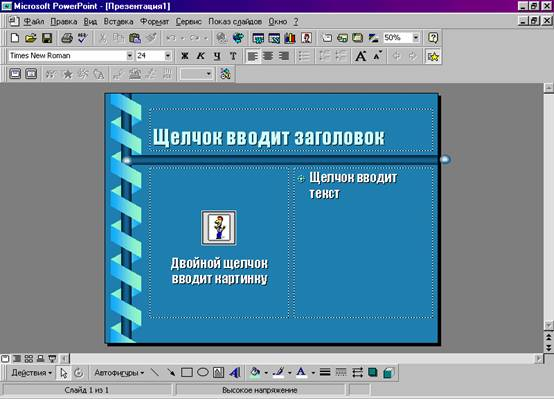 Microsoft PowerPoint - [Презентация1]
Файл Правка Вид Вставка Формат Сервис Показ слайдов Окно ?
50%
Times New Roman 24 Ж К Ч Т
Щелчок вводит заголовок
Щелчок вводит
текст
Двойной щелчок
вводит картинку
Действия Автофигуры
Слайд 1 из 1 Высокое напряжение